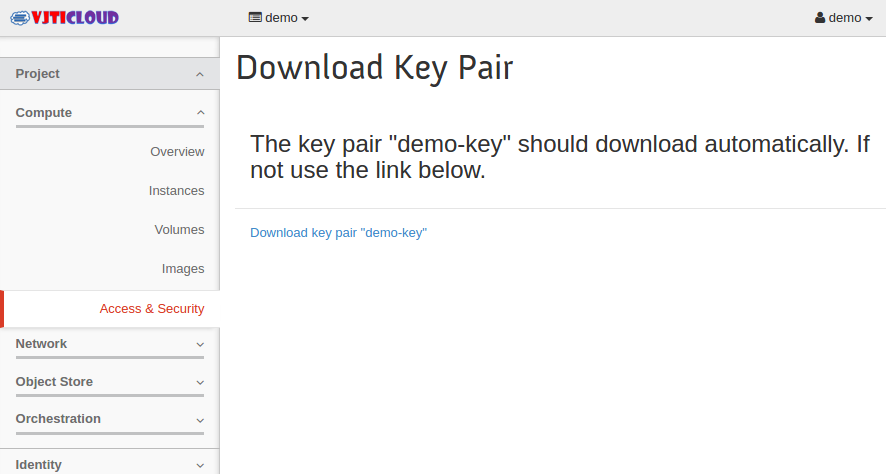 VJTICLOUD
demo
demo
Project
Compute
Overview
Instances
Volumes
Images
Access & Security
Network
Object Store
Orchestration
Identity
Download Key Pair
The key pair "demo-key" should download automatically. If
not use the link below.
Download key pair "demo-key"